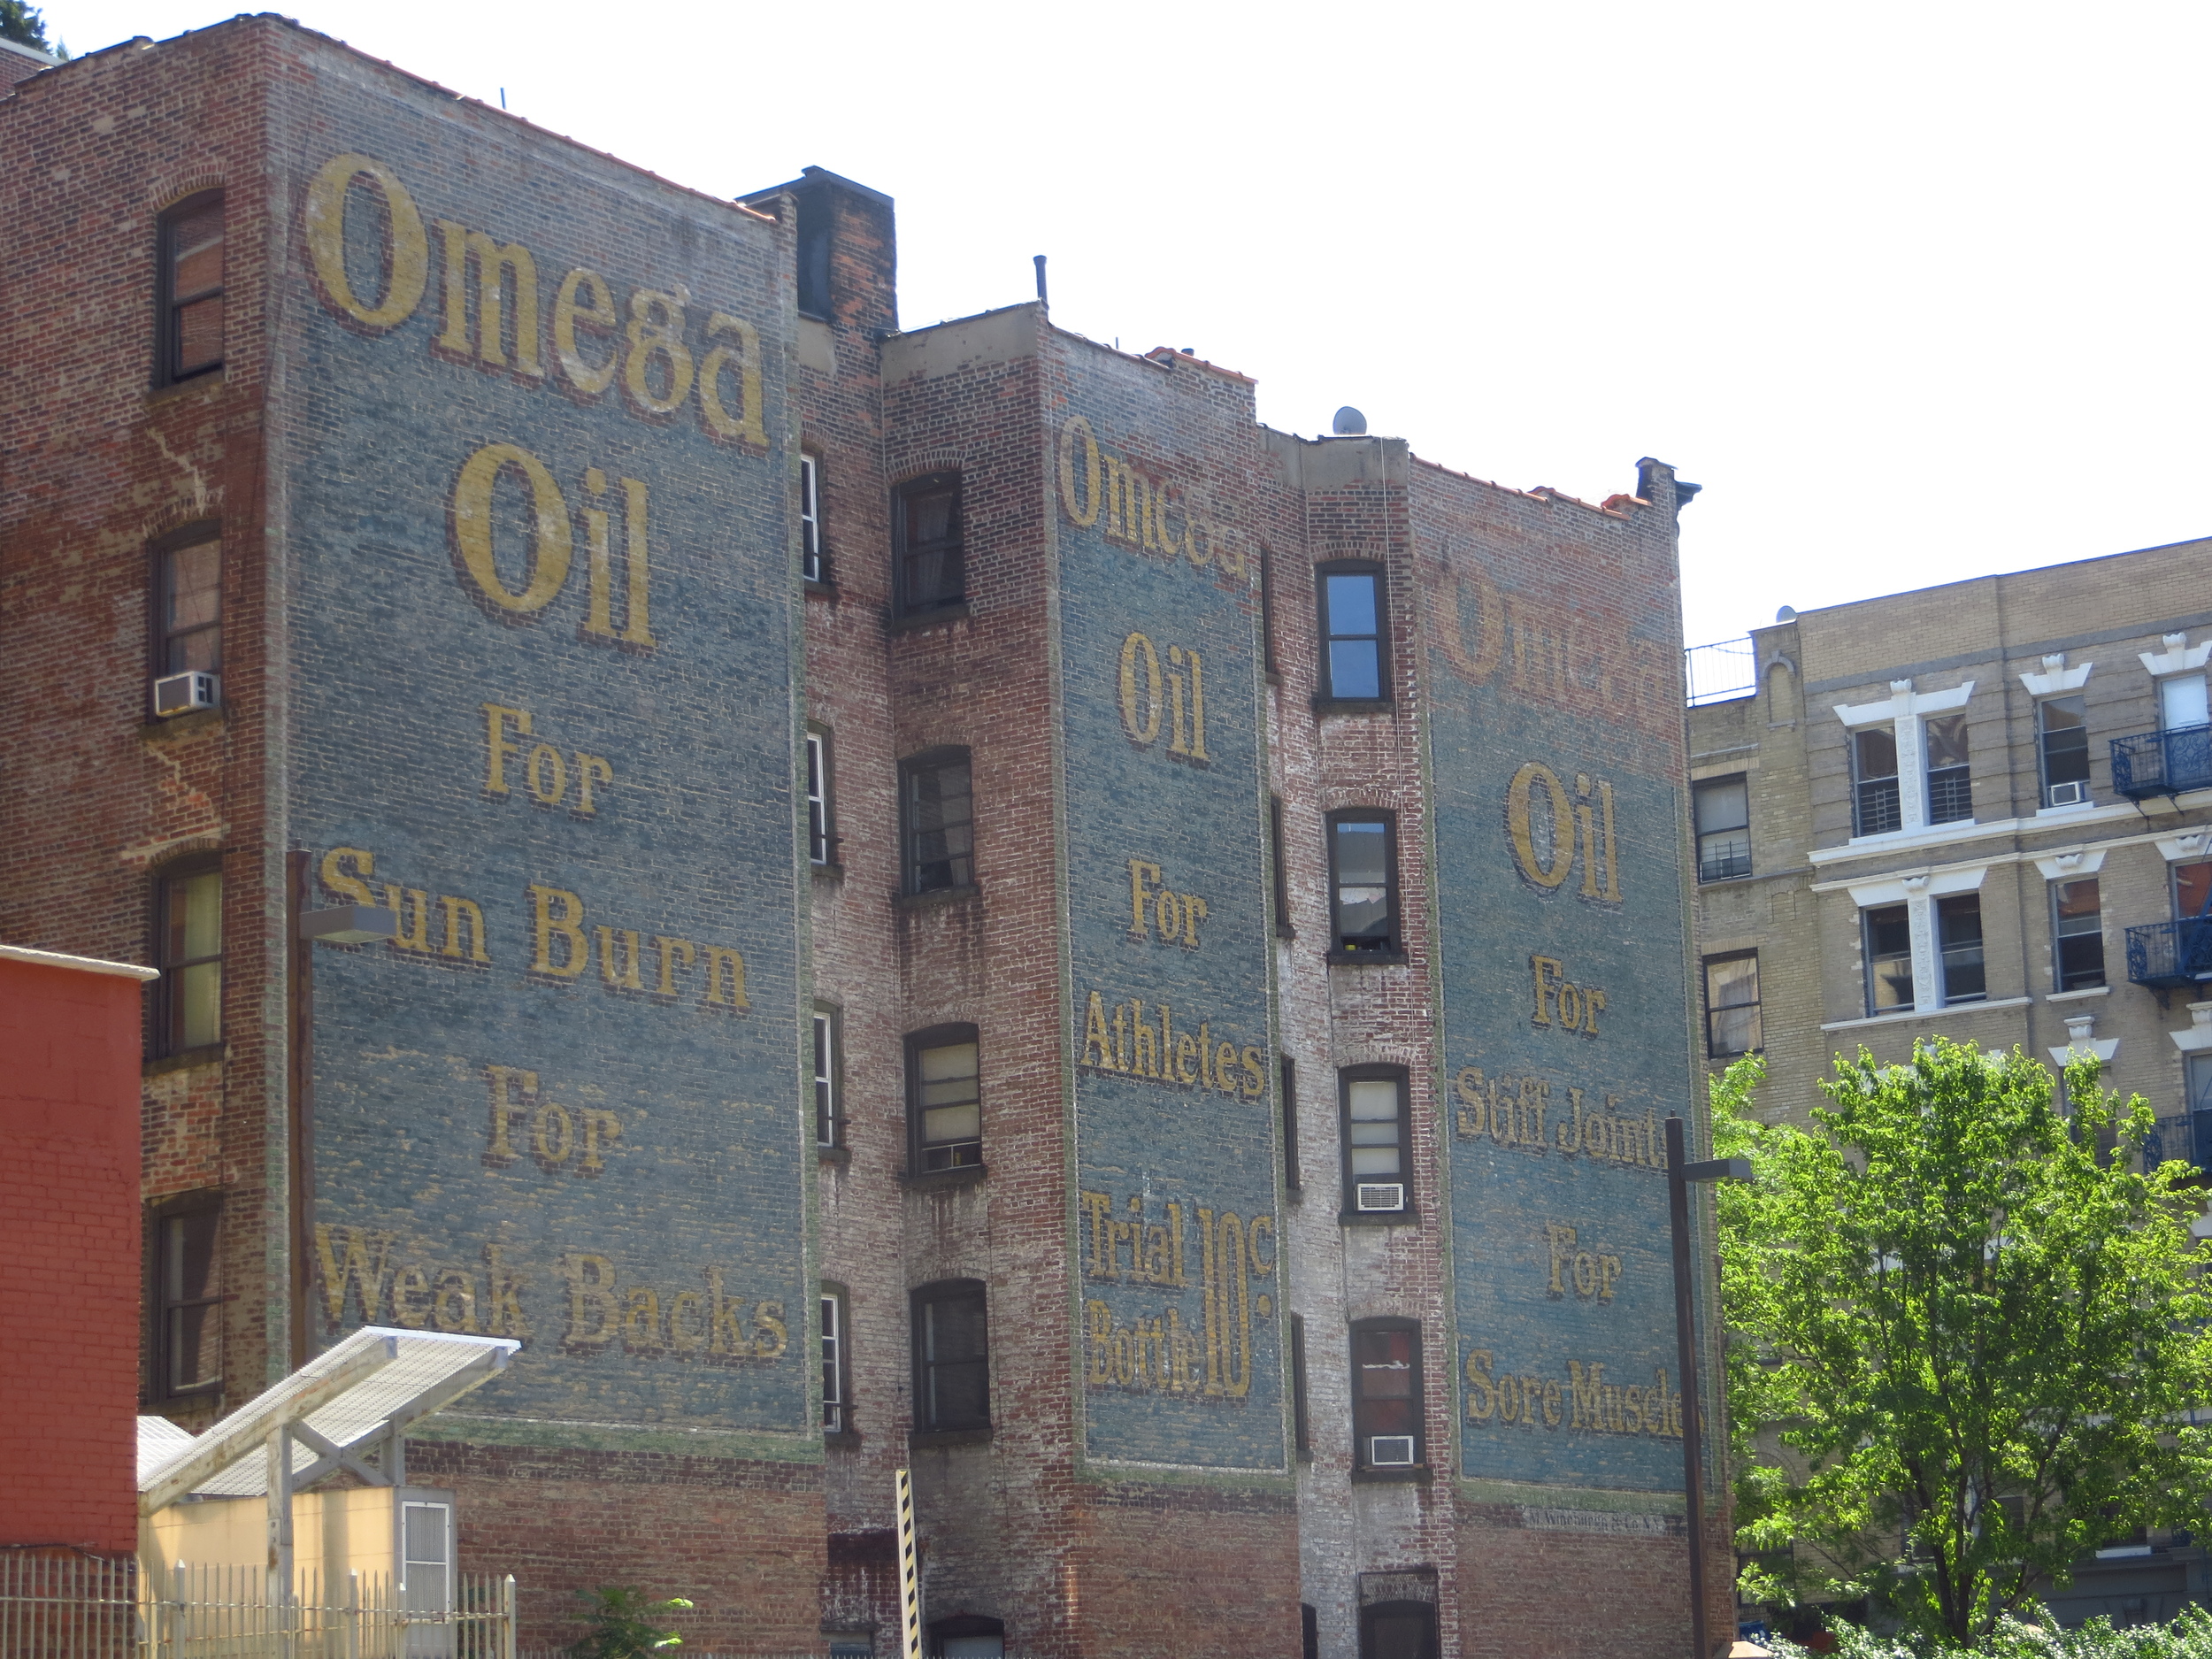 Omega
Oil
For
Sun Burn
For
Weak Backs
Omega
Oil
For
Athletes
Trial
Bottle
10¢
Omega
Oil
For
Stiff Joints
For
Sore Muscles